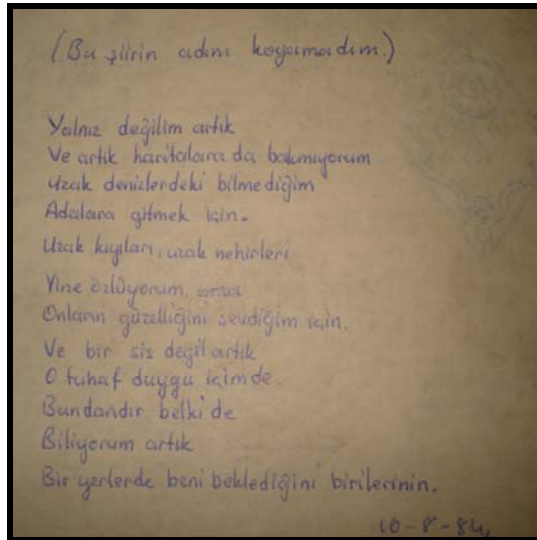 (Bu şiirin adını koyamadım.)
Yalnız değilim artık
Ve artık haritalara da bakmıyorum
Uzak denizlerdeki bilmediğim
Adalara gitmek için.
Uzak kıyıları, uzak nehirleri
Yine özlüyorum,
Onların güzelliğini sevdiğim için.
Ve bir sis değil artık
O tuhaf duygu içimde.
Bundandır belki de
Biliyorum artık
Bir yerlerde beni beklediğini birilerinin.
10-8-84,